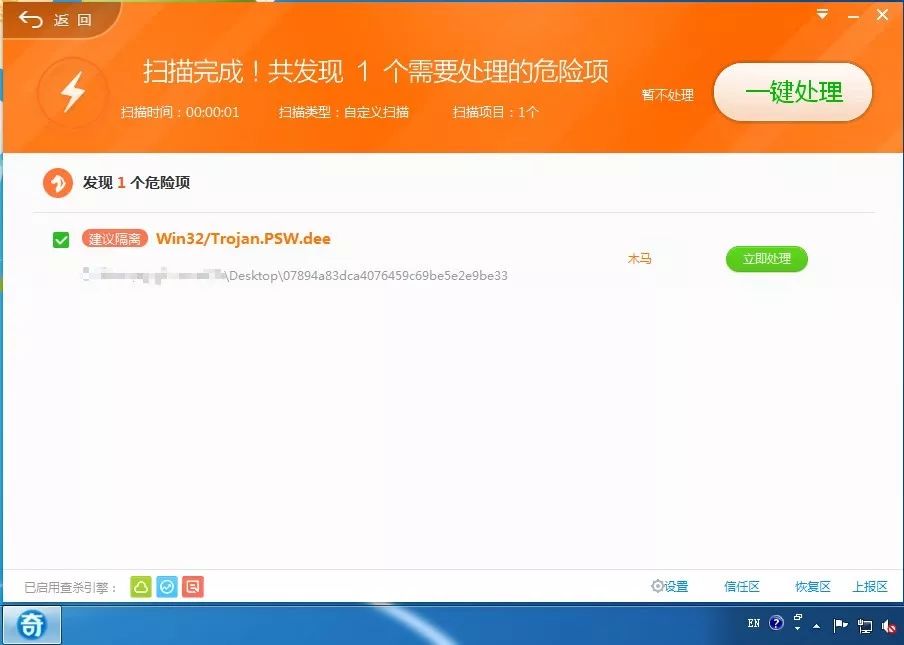 返 回
扫描完成！共发现 1 个需要处理的危险项
扫描时间：00:00:01 扫描类型：自定义扫描 扫描项目：1个
暂不处理
一键处理
发现 1 个危险项
建议隔离 Win32/Trojan.PSW.dee
\Desktop\07894a83dca4076459c69be5e2e9be33
木马
立即处理
已启用查杀引擎：
设置 信任区 恢复区 上报区
奇
EN